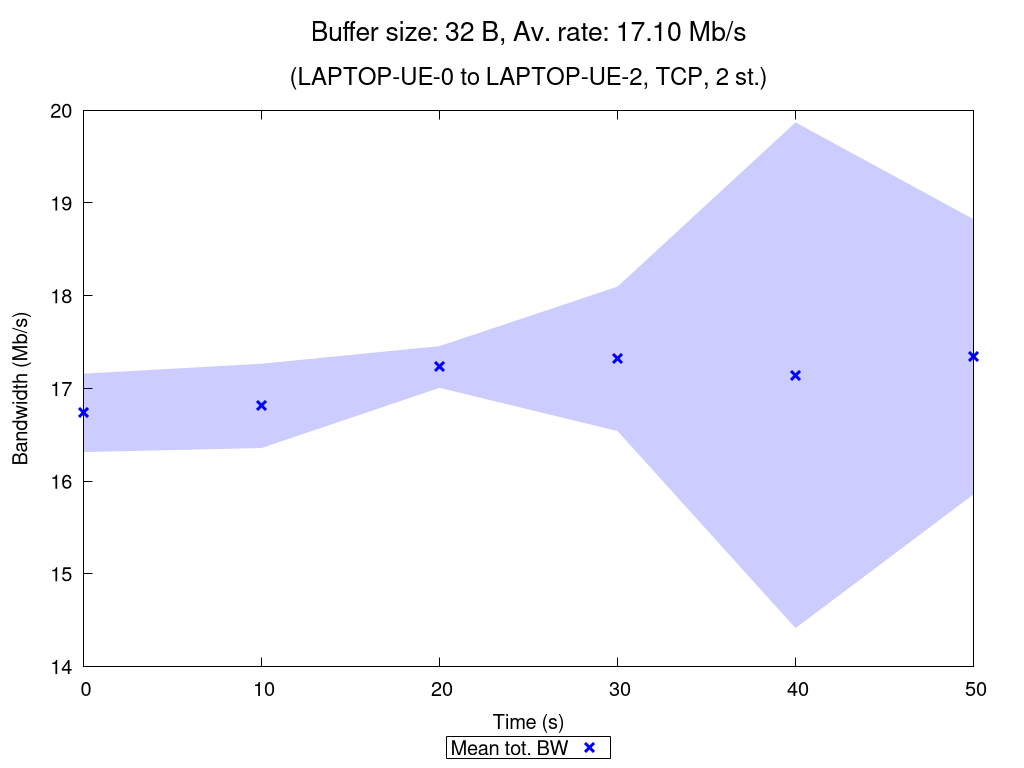 Buffer size: 32 B, Av. rate: 17.10 Mb/s
(LAPTOP-UE-0 to LAPTOP-UE-2, TCP, 2 st.)
20
19
18
17
16
15
14
Bandwidth (Mb/s)
0 10 20 30 40 50
Time (s)
Mean tot. BW